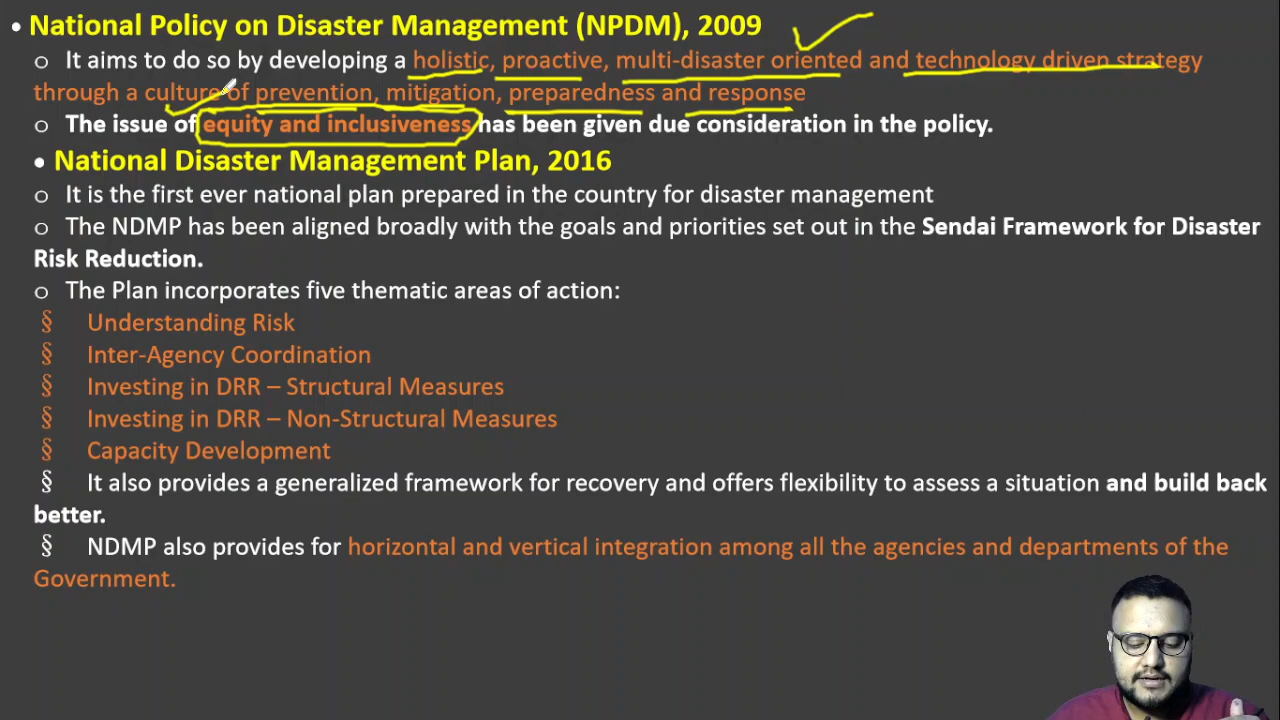 • National Policy on Disaster Management (NPDM), 2009
o It aims to do so by developing a holistic, proactive, multi-disaster oriented and technology driven strategy
through a culture of prevention, mitigation, preparedness and response
o The issue of equity and inclusiveness has been given due consideration in the policy.
• National Disaster Management Plan, 2016
o It is the first ever national plan prepared in the country for disaster management
o The NDMP has been aligned broadly with the goals and priorities set out in the Sendai Framework for Disaster
Risk Reduction.
o The Plan incorporates five thematic areas of action:
§ Understanding Risk
§ Inter-Agency Coordination
§ Investing in DRR – Structural Measures
§ Investing in DRR – Non-Structural Measures
§ Capacity Development
§ It also provides a generalized framework for recovery and offers flexibility to assess a situation and build back
better.
§ NDMP also provides for horizontal and vertical integration among all the agencies and departments of the
Government.